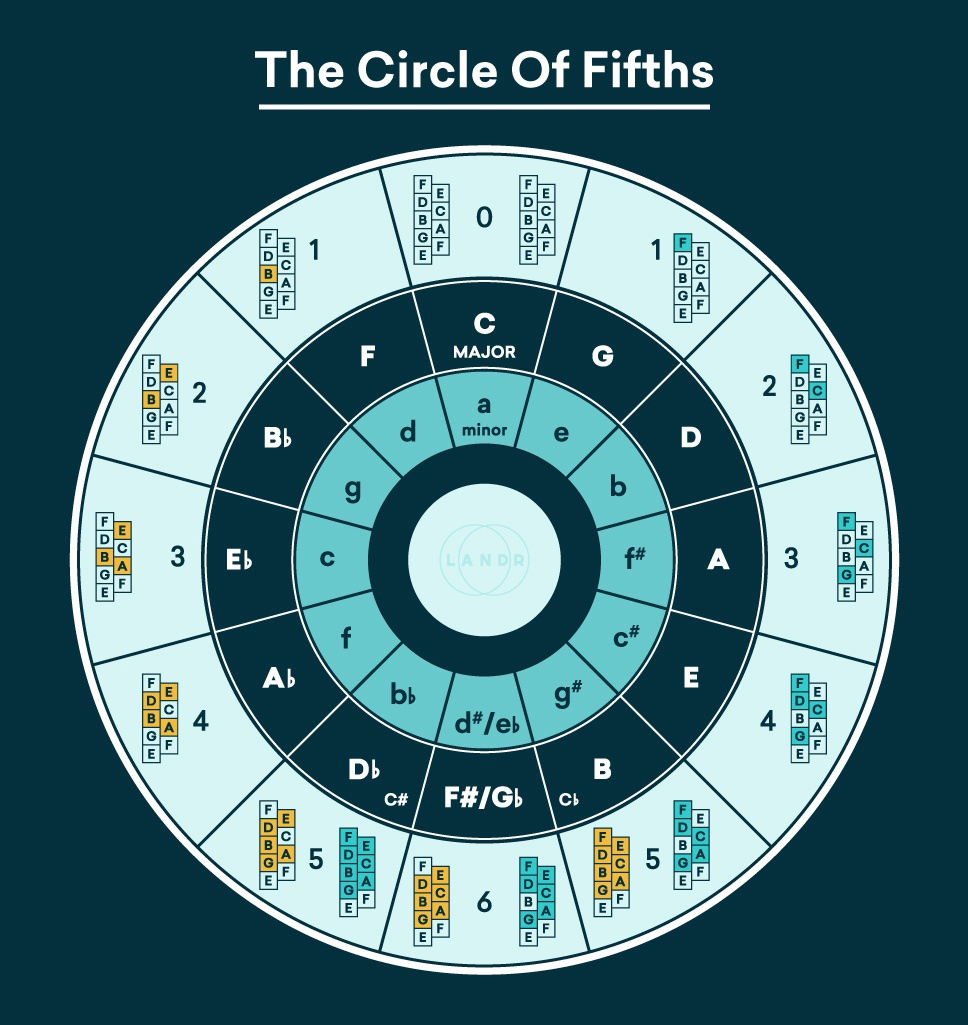 The Circle Of Fifths
F D B G E
E C A F
0
F D B G E
E C A F
1
F D B G E
E C A F
2
F D B G E
E C A F
3
F D B G E
E C A F
4
F D B G E
E C A F
F D B G E
E C A F
5
F D B G E
E C A F
F D B G E
E C A F
6
F D B G E
E C A F
F D B G E
E C A F
5
F D B G E
E C A F
F D B G E
E C A F
4
F D B G E
E C A F
3
F D B G E
E C A F
2
F D B G E
E C A F
1
C
MAJOR
G
D
A
E
B
C♭
F#/G♭
D♭
C#
A♭
E♭
B♭
F
a
minor
e
b
f#
c#
g#
d#/e♭
b♭
f
c
g
d
LANDR